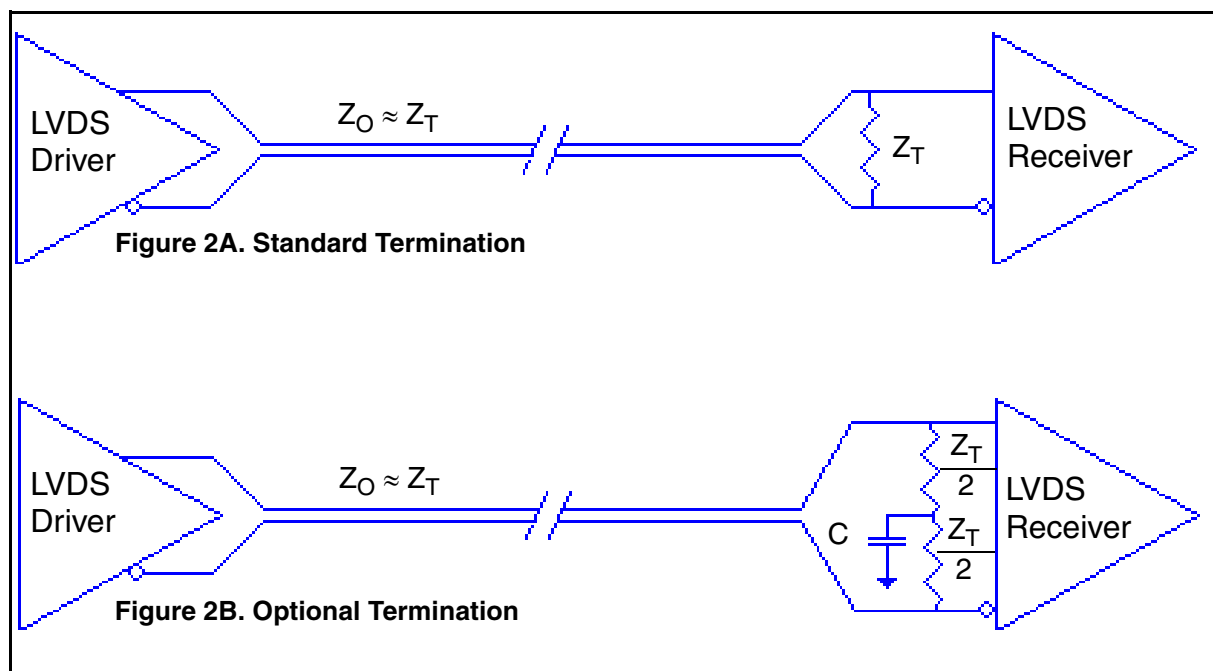 LVDS
Driver
Z_O ≈ Z_T
Z_T
LVDS
Receiver
Figure 2A. Standard Termination
LVDS
Driver
Z_O ≈ Z_T
C
Z_T
2
Z_T
2
LVDS
Receiver
Figure 2B. Optional Termination